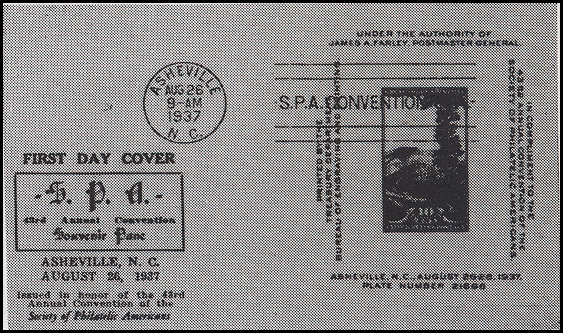 UNDER THE AUTHORITY OF
JAMES A. FARLEY, POSTMASTER GENERAL
ASHEVILLE
AUG 26
9-AM
1937
N. C.
S.P.A. CONVENTION
PRINTED BY THE
TREASURY DEPARTMENT
BUREAU OF ENGRAVING AND PRINTING
IN COMPLIMENT TO THE
43RD ANNUAL CONVENTION OF THE
SOCIETY OF PHILATELIC AMERICANS
FIRST DAY COVER
-S. P. A.-
43rd Annual Convention
Souvenir Pane
ASHEVILLE, N. C.
AUGUST 26, 1937
Issued in honor of the 43rd
Annual Convention of the
Society of Philatelic Americans
ASHEVILLE, N.C., AUGUST 26-28, 1937.
PLATE NUMBER 21696